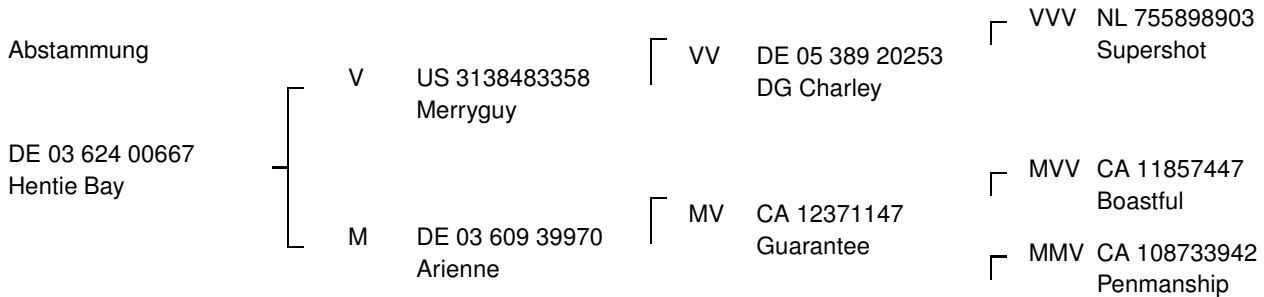 Abstammung
DE 03 624 00667
Hentie Bay
V US 3138483358
Merryguy
M DE 03 609 39970
Arienne
VV DE 05 389 20253
DG Charley
MV CA 12371147
Guarantee
VVV NL 755898903
Supershot
MVV CA 11857447
Boastful
MMV CA 108733942
Penmanship